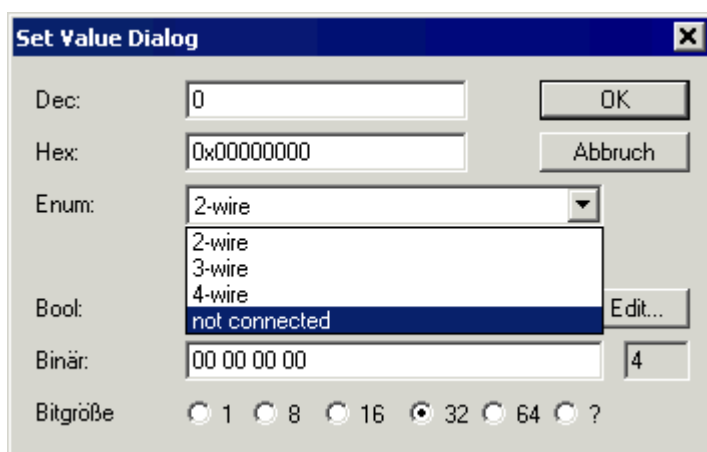 Set Value Dialog
Dec: 0 OK
Hex: 0x00000000 Abbruch
Enum: 2-wire
2-wire
3-wire
4-wire
Bool: not connected Edit...
Binär: 00 00 00 00 4
Bitgröße 1 8 16 32 64 ?